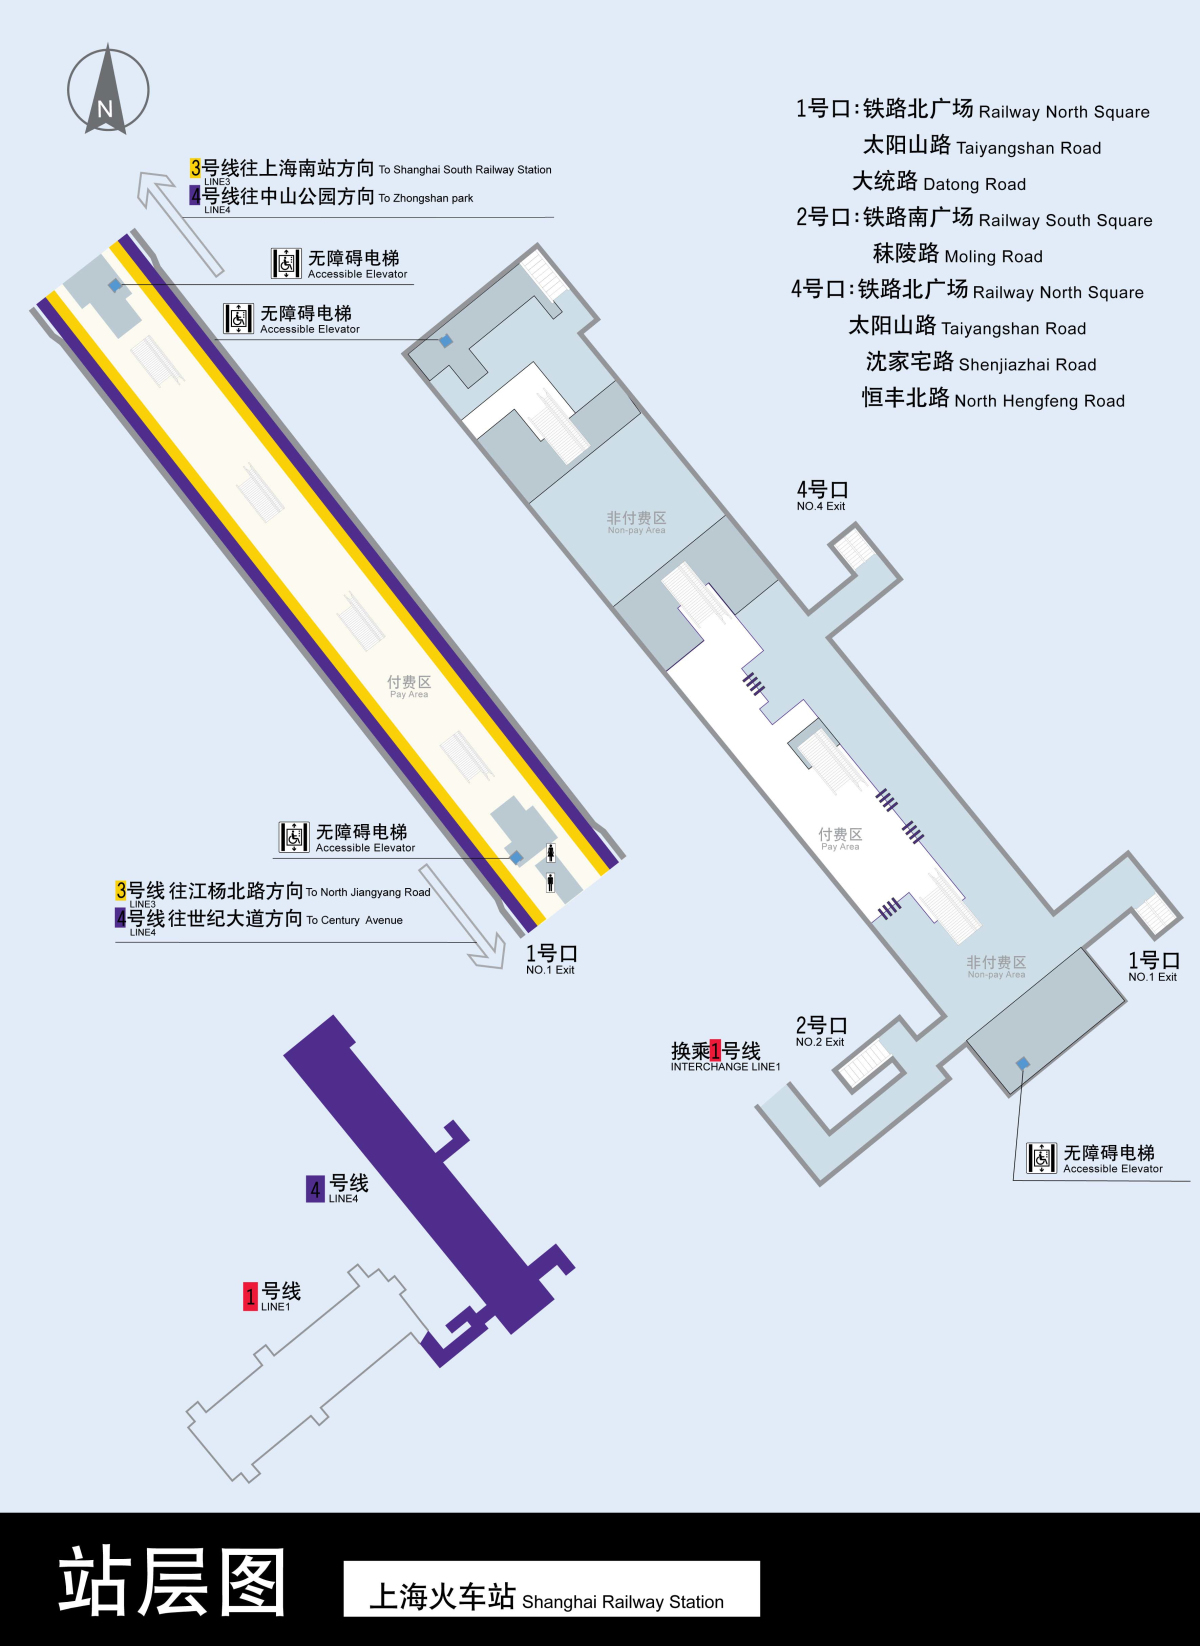 N
1号口：铁路北广场 Railway North Square
太阳山路 Taiyangshan Road
大统路 Datong Road
2号口：铁路南广场 Railway South Square
秣陵路 Moling Road
4号口：铁路北广场 Railway North Square
太阳山路 Taiyangshan Road
沈家宅路 Shenjiazhai Road
恒丰北路 North Hengfeng Road
3号线往上海南站方向 To Shanghai South Railway Station
LINE3
4号线往中山公园方向 To Zhongshan park
LINE4
无障碍电梯
Accessible Elevator
无障碍电梯
Accessible Elevator
4号口
NO.4 Exit
非付费区
Non-pay Area
付费区
Pay Area
付费区
Pay Area
无障碍电梯
Accessible Elevator
3号线 往江杨北路方向 To North Jiangyang Road
LINE3
4号线 往世纪大道方向 To Century Avenue
LINE4
1号口
NO.1 Exit
非付费区
Non-pay Area
1号口
NO.1 Exit
2号口
NO.2 Exit
换乘1号线
INTERCHANGE LINE1
无障碍电梯
Accessible Elevator
4 号线
LINE4
1 号线
LINE1
站层图
上海火车站 Shanghai Railway Station